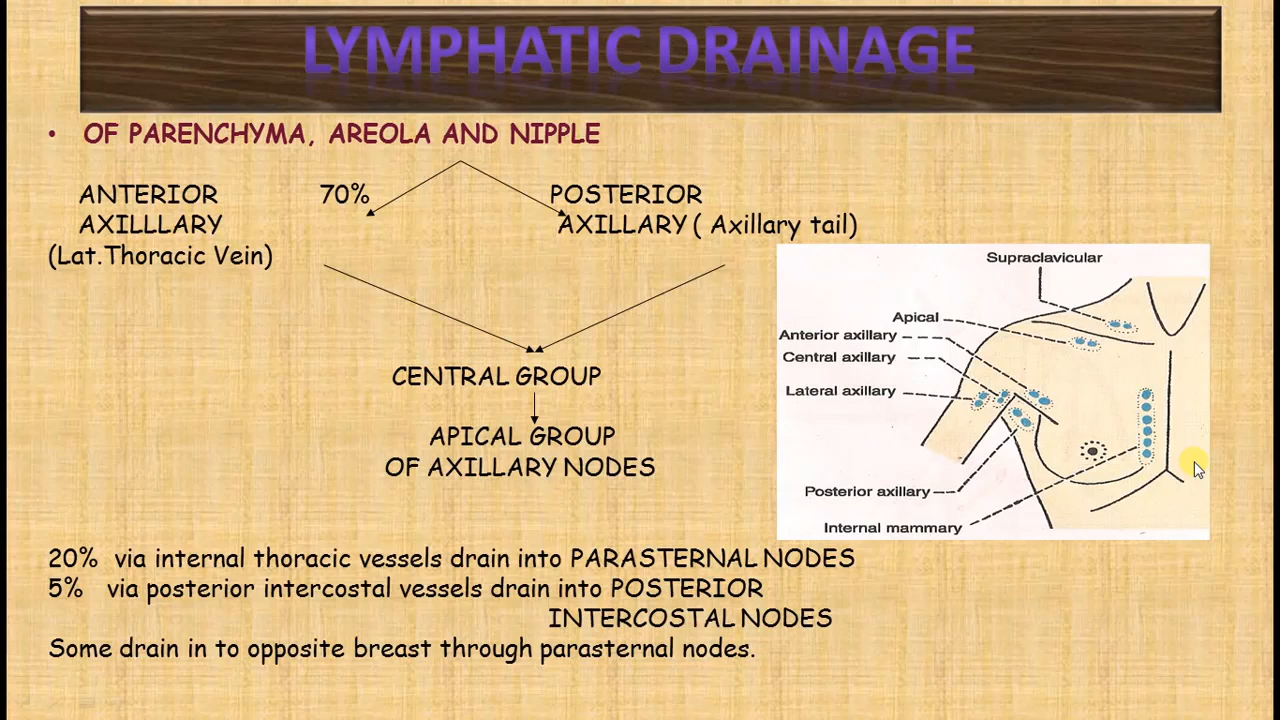 LYMPHATIC DRAINAGE
• OF PARENCHYMA, AREOLA AND NIPPLE
ANTERIOR 70% POSTERIOR
AXILLLARY AXILLARY ( Axillary tail)
(Lat.Thoracic Vein)
CENTRAL GROUP
APICAL GROUP
OF AXILLARY NODES
Supraclavicular
Apical
Anterior axillary
Central axillary
Lateral axillary
Posterior axillary
Internal mammary
20% via internal thoracic vessels drain into PARASTERNAL NODES
5% via posterior intercostal vessels drain into POSTERIOR
INTERCOSTAL NODES
Some drain in to opposite breast through parasternal nodes.